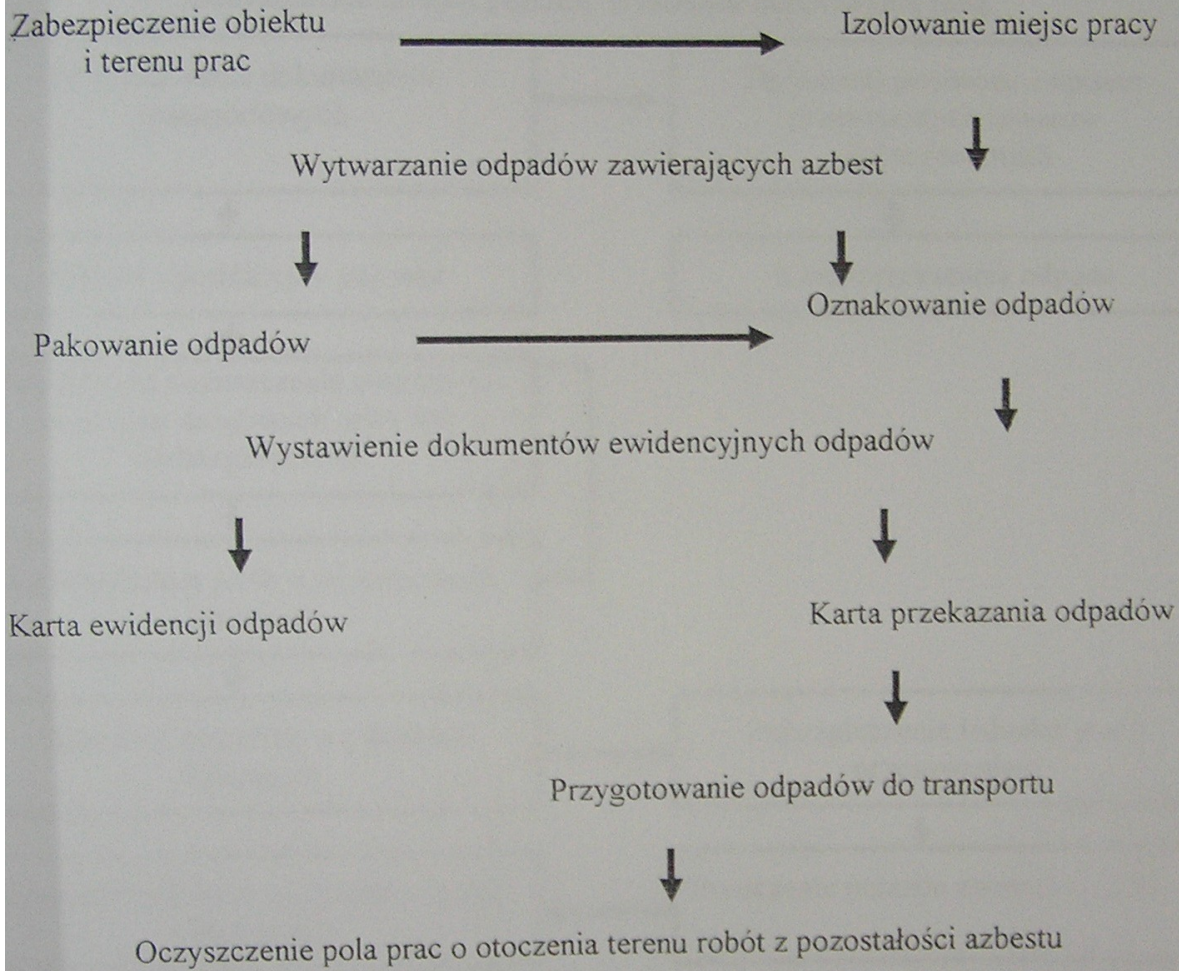 Zabezpieczenie obiektu
i terenu prac
Izolowanie miejsc pracy
Wytwarzanie odpadów zawierających azbest
Oznakowanie odpadów
Pakowanie odpadów
Wystawienie dokumentów ewidencyjnych odpadów
Karta ewidencji odpadów
Karta przekazania odpadów
Przygotowanie odpadów do transportu
Oczyszczenie pola prac o otoczenia terenu robót z pozostałości azbestu